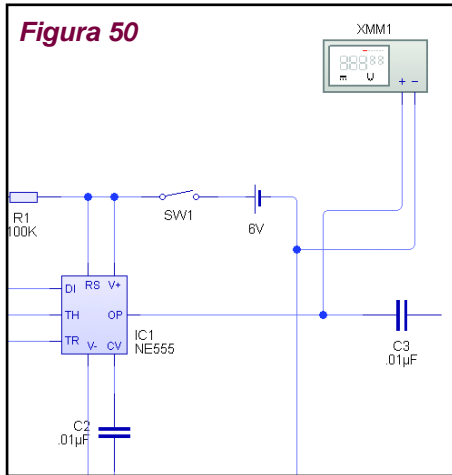 Figura 50
XMM1
m V
+ −
R1
100K
SW1
6V
RS V+
DI
TH OP
TR
V- CV
IC1
NE555
C2
.01µF
C3
.01µF